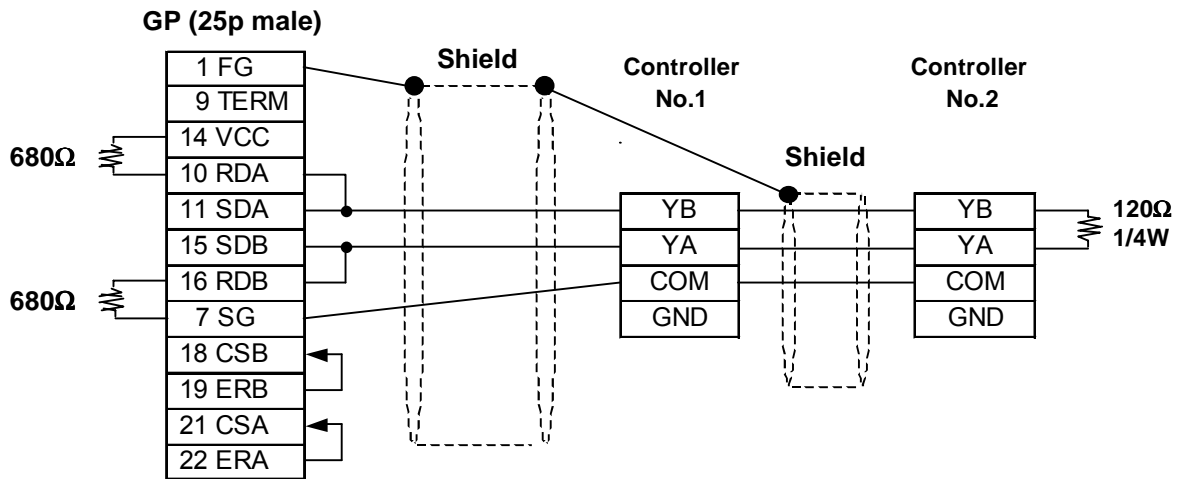 GP (25p male)
1 FG
9 TERM
14 VCC
10 RDA
11 SDA
15 SDB
16 RDB
7 SG
18 CSB
19 ERB
21 CSA
22 ERA
680Ω
680Ω
Shield
Controller
No.1
YB
YA
COM
GND
Shield
Controller
No.2
YB
YA
COM
GND
120Ω
1/4W